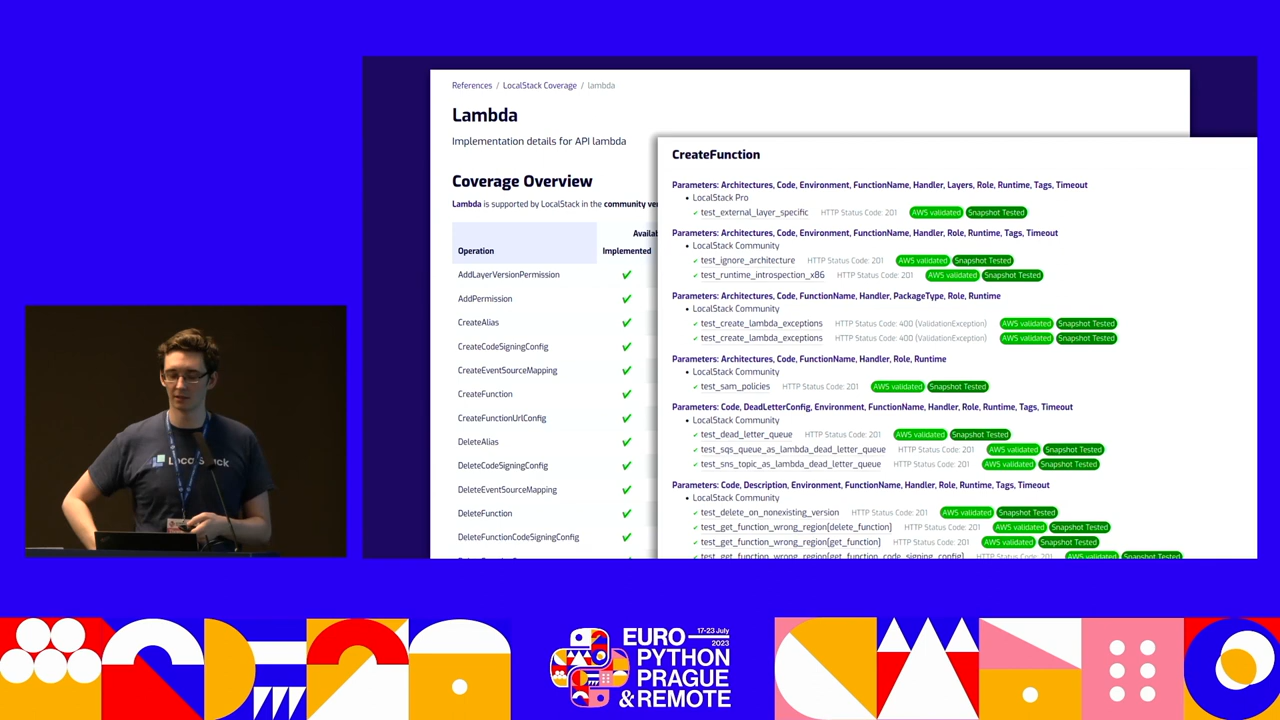 References / LocalStack Coverage / lambda
Lambda
Implementation details for API lambda
Coverage Overview
Lambda is supported by LocalStack in the community
Operation
Implemented
AddLayerVersionPermission
AddPermission
CreateAlias
CreateCodeSigningConfig
CreateEventSourceMapping
CreateFunction
CreateFunctionUrlConfig
DeleteAlias
DeleteCodeSigningConfig
DeleteEventSourceMapping
DeleteFunction
DeleteFunctionCodeSigningConfig
CreateFunction
Parameters: Architectures, Code, Environment, FunctionName, Handler, Layers, Role, Runtime, Tags, Timeout
• LocalStack Pro
✔ test_external_layer_specific HTTP Status Code: 201 AWS validated Snapshot Tested
Parameters: Architectures, Code, Environment, FunctionName, Handler, Role, Runtime, Tags, Timeout
• LocalStack Community
✔ test_ignore_architecture HTTP Status Code: 201 AWS validated Snapshot Tested
✔ test_runtime_introspection_x86 HTTP Status Code: 201 AWS validated Snapshot Tested
Parameters: Architectures, Code, FunctionName, Handler, PackageType, Role, Runtime
• LocalStack Community
✔ test_create_lambda_exceptions HTTP Status Code: 400 (ValidationException) AWS validated Snapshot Tested
✔ test_create_lambda_exceptions HTTP Status Code: 400 (ValidationException) AWS validated Snapshot Tested
Parameters: Architectures, Code, FunctionName, Handler, Role, Runtime
• LocalStack Community
✔ test_sam_policies HTTP Status Code: 201 AWS validated Snapshot Tested
Parameters: Code, DeadLetterConfig, Environment, FunctionName, Handler, Role, Runtime, Tags, Timeout
• LocalStack Community
✔ test_dead_letter_queue HTTP Status Code: 201 AWS validated Snapshot Tested
✔ test_sqs_queue_as_lambda_dead_letter_queue HTTP Status Code: 201 AWS validated Snapshot Tested
✔ test_sns_topic_as_lambda_dead_letter_queue HTTP Status Code: 201 AWS validated Snapshot Tested
Parameters: Code, Description, Environment, FunctionName, Handler, Role, Runtime, Tags, Timeout
• LocalStack Community
✔ test_delete_on_nonexisting_version HTTP Status Code: 201 AWS validated Snapshot Tested
✔ test_get_function_wrong_region[delete_function] HTTP Status Code: 201 AWS validated Snapshot Tested
✔ test_get_function_wrong_region[get_function] HTTP Status Code: 201 AWS validated Snapshot Tested
✔ test_get_function_wrong_region[get_function_code_signing_config] HTTP Status Code: 201 AWS validated Snapshot Tested
LocalStack
EURO 17-23 July 2023
PYTHON
PRAGUE
& REMOTE